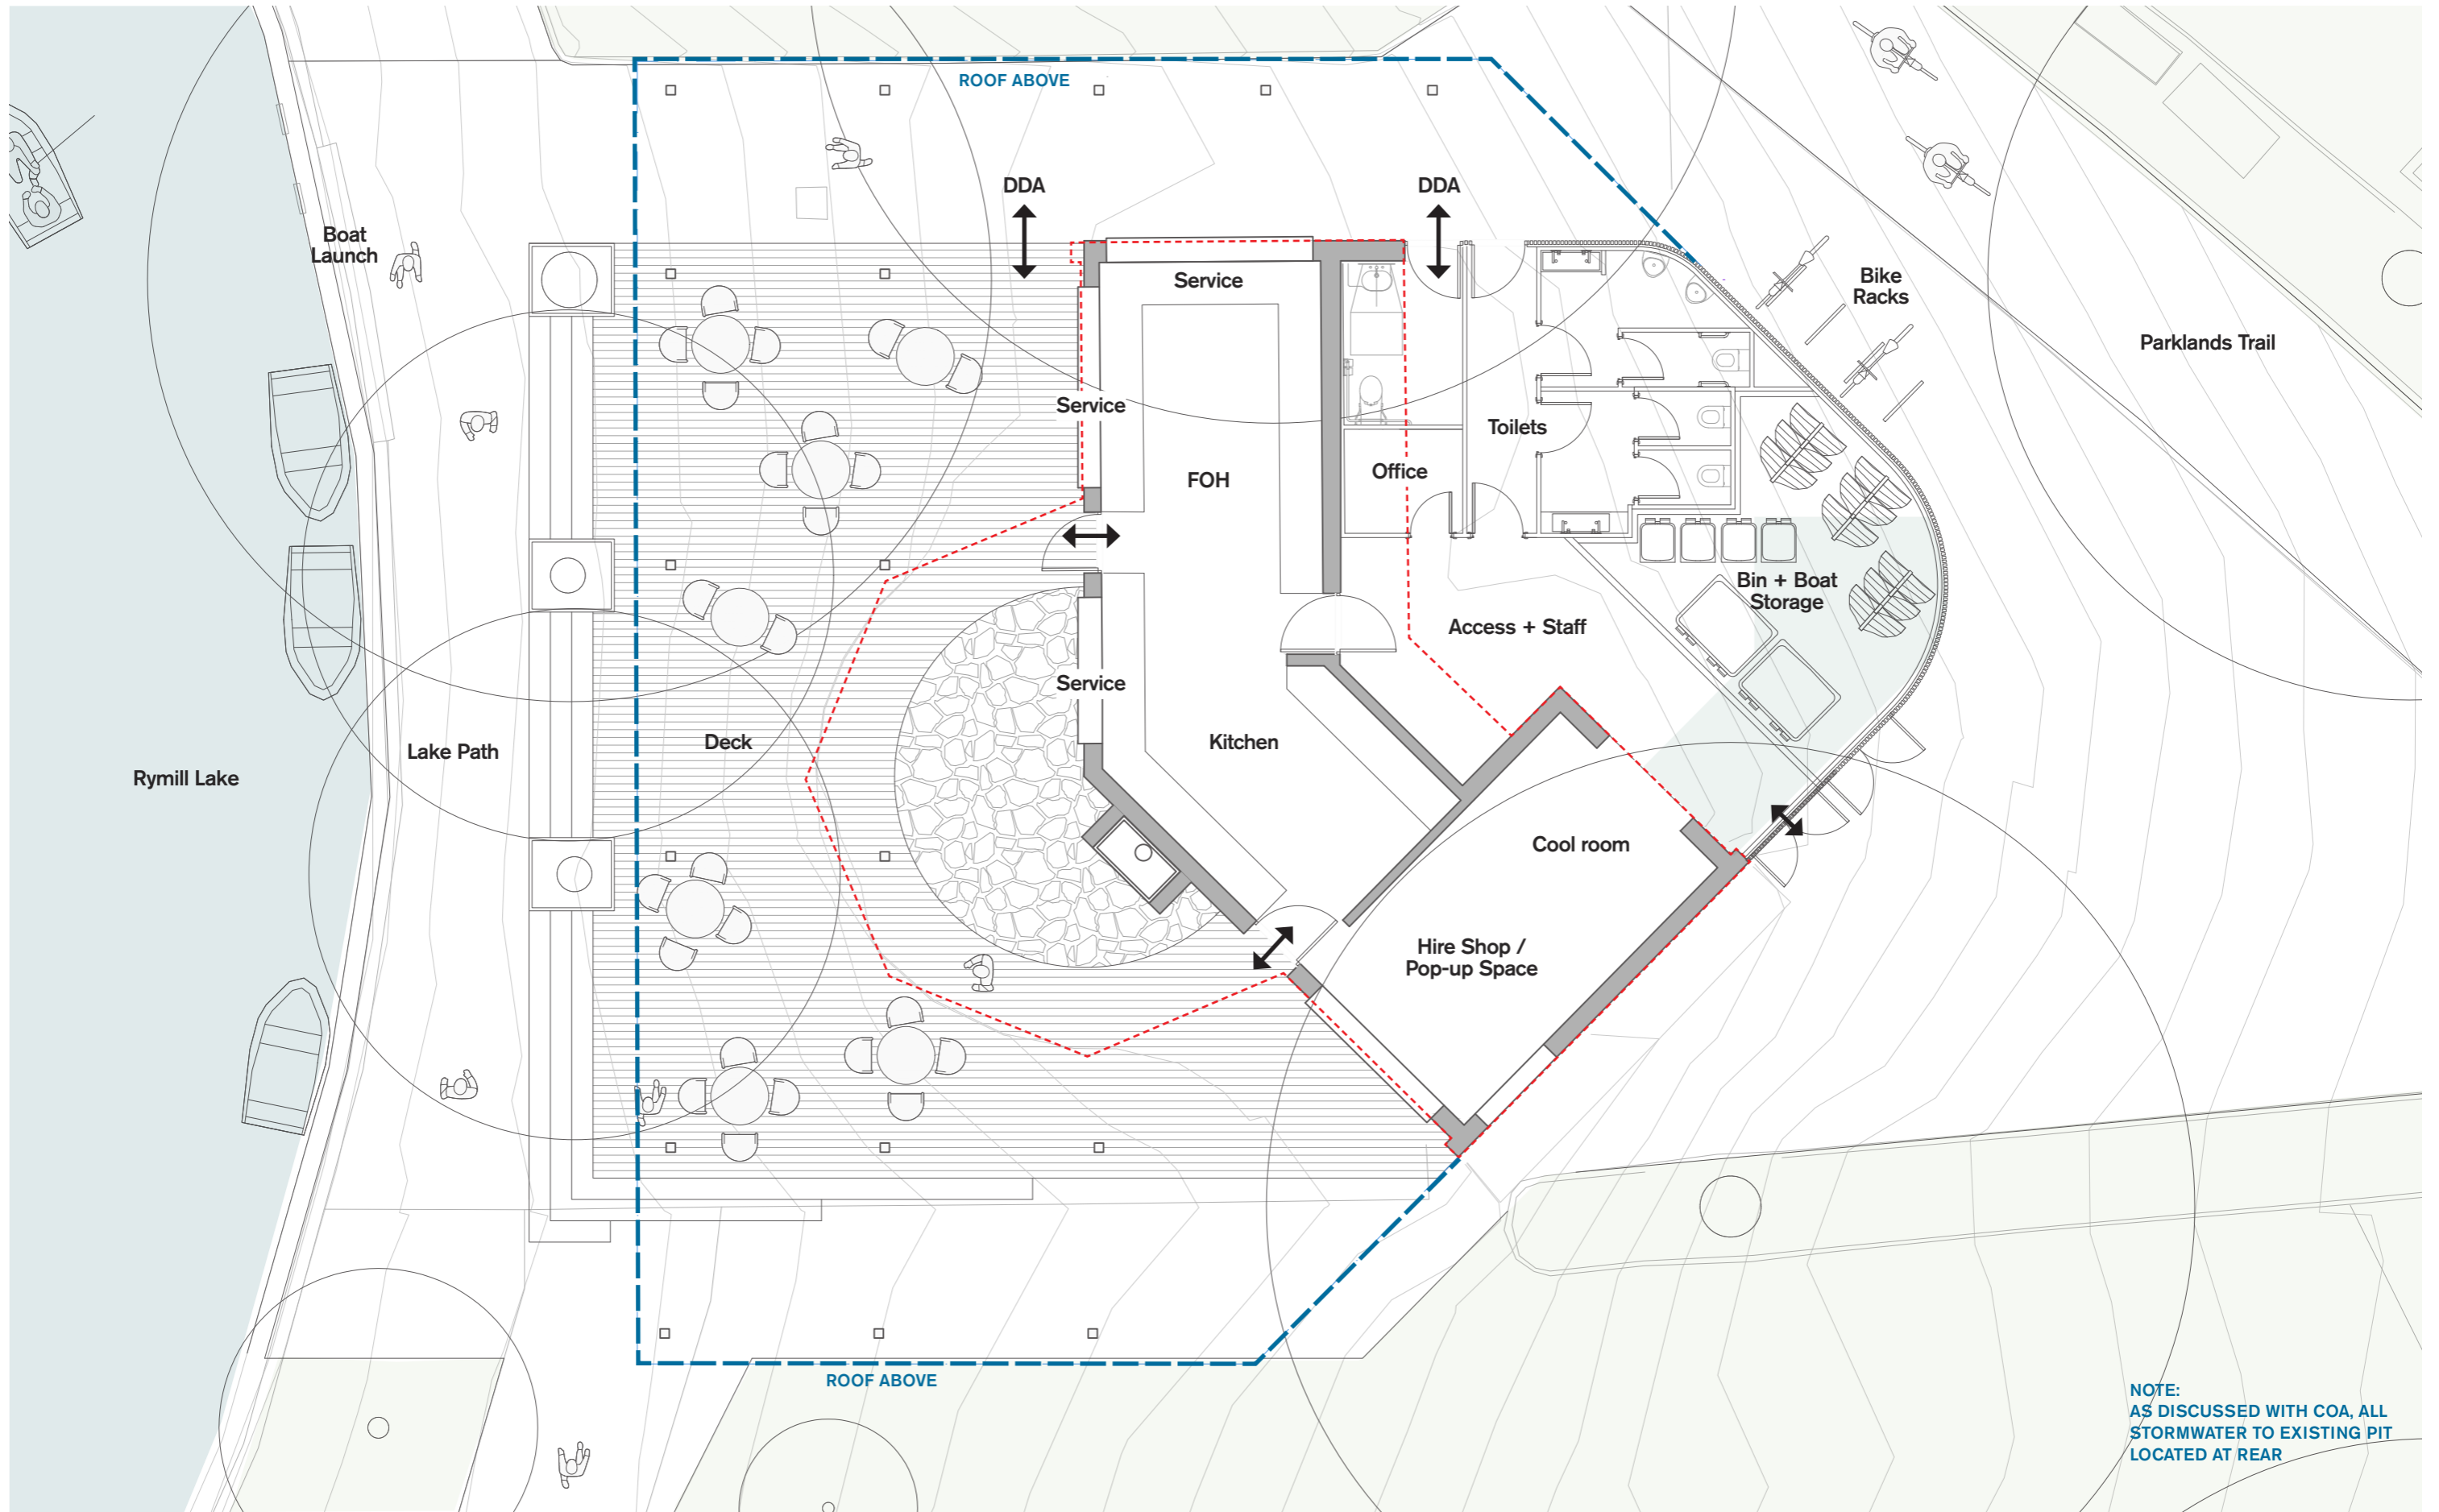 ROOF ABOVE
DDA
DDA
Boat
Launch
Service
Bike
Racks
Parklands Trail
Service
Toilets
Office
FOH
Bin + Boat
Storage
Access + Staff
Service
Deck
Kitchen
Lake Path
Rymill Lake
Cool room
Hire Shop /
Pop-up Space
ROOF ABOVE
NOTE:
AS DISCUSSED WITH COA, ALL
STORMWATER TO EXISTING PIT
LOCATED AT REAR